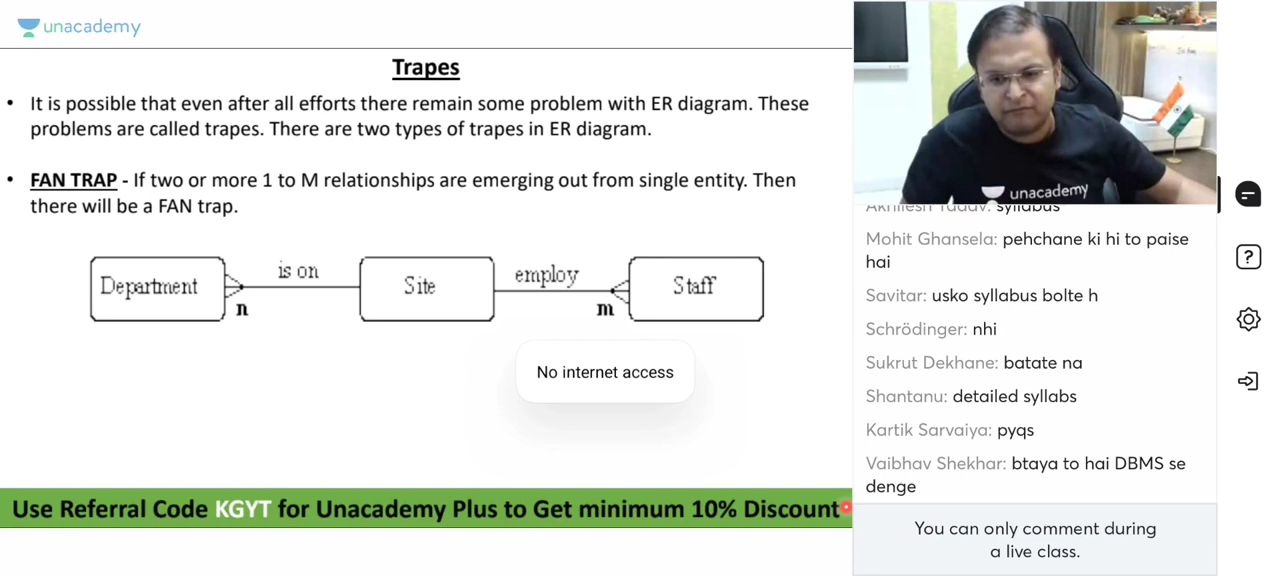 unacademy
Trapes
• It is possible that even after all efforts there remain some problem with ER diagram. These
problems are called trapes. There are two types of trapes in ER diagram.
• FAN TRAP - If two or more 1 to M relationships are emerging out from single entity. Then
there will be a FAN trap.
Department
n
is on
Site
employ
m
Staff
No internet access
Use Referral Code KGYT for Unacademy Plus to Get minimum 10% Discount
unacademy
Akhilesh Yadav: syllabus
Mohit Ghansela: pehchane ki hi to paise
hai
Savitar: usko syllabus bolte h
Schrödinger: nhi
Sukrut Dekhane: batate na
Shantanu: detailed syllabs
Kartik Sarvaiya: pyqs
Vaibhav Shekhar: btaya to hai DBMS se
denge
You can only comment during
a live class.